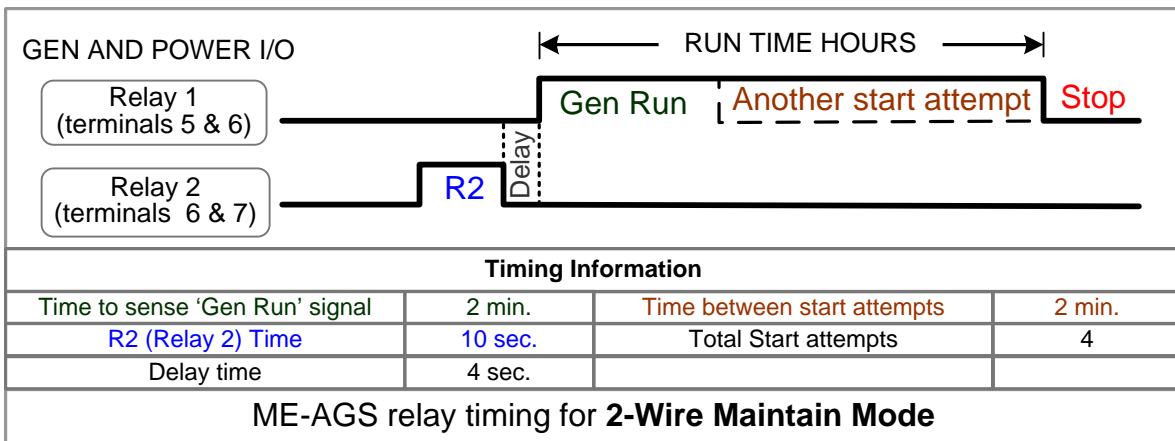 GEN AND POWER I/O
RUN TIME HOURS
Relay 1
(terminals 5 & 6)
Gen Run
Another start attempt
Stop
Relay 2
(terminals 6 & 7)
R2
Delay
Timing Information
Time to sense ‘Gen Run’ signal 2 min. Time between start attempts 2 min.
R2 (Relay 2) Time 10 sec. Total Start attempts 4
Delay time 4 sec.
ME-AGS relay timing for 2-Wire Maintain Mode